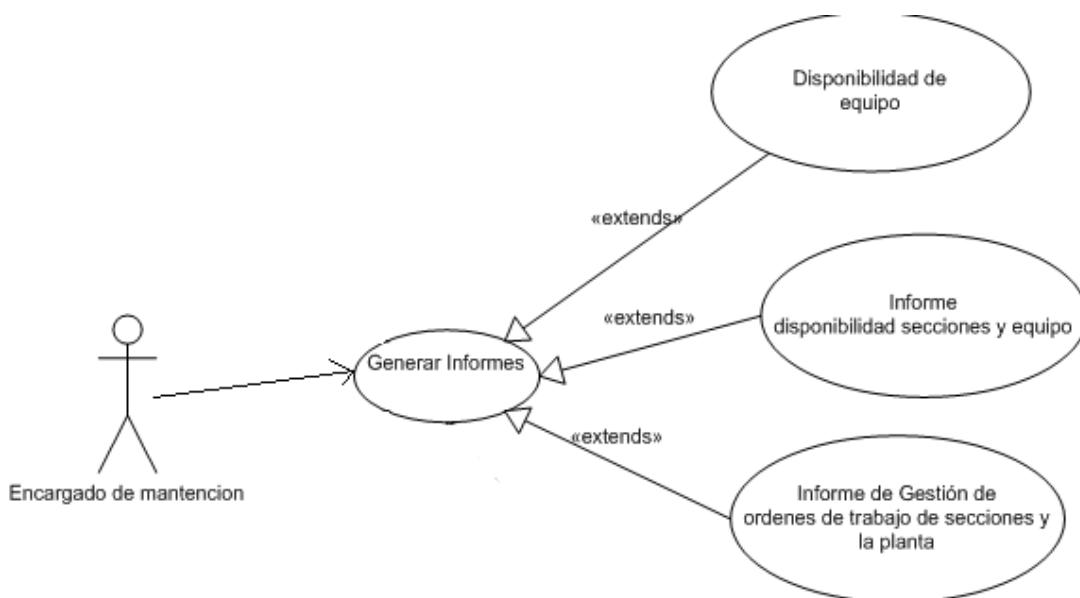 Disponibilidad de
equipo
«extends»
Informe
disponibilidad secciones y equipo
«extends»
Generar Informes
«extends»
Encargado de mantencion
Informe de Gestión de
ordenes de trabajo de secciones y
la planta